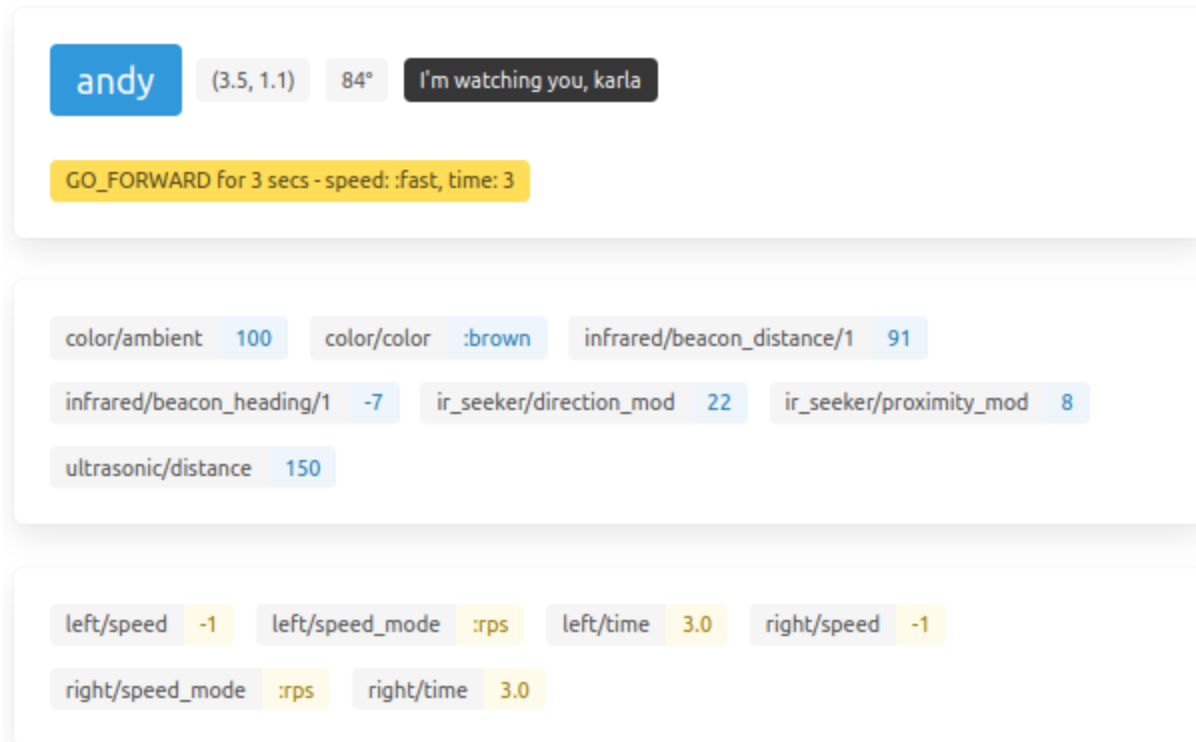 andy (3.5, 1.1) 84° I'm watching you, karla
GO_FORWARD for 3 secs - speed: :fast, time: 3
color/ambient 100 color/color :brown infrared/beacon_distance/1 91
infrared/beacon_heading/1 -7 ir_seeker/direction_mod 22 ir_seeker/proximity_mod 8
ultrasonic/distance 150
left/speed -1 left/speed_mode :rps left/time 3.0 right/speed -1
right/speed_mode :rps right/time 3.0